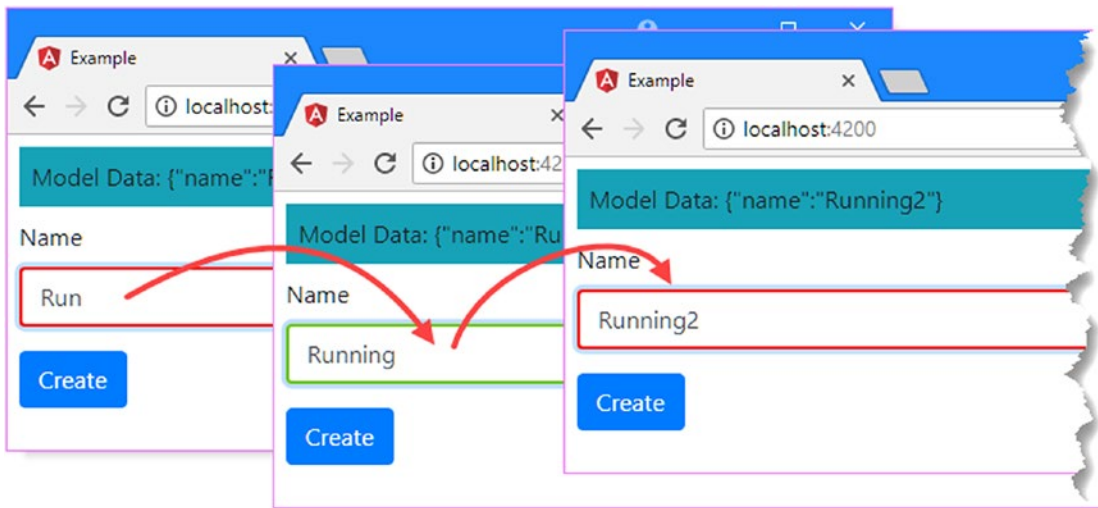 Example
localhost:
Model Data: {"name":"R
Name
Run
Create
Example
localhost:42
Model Data: {"name":"Ru
Name
Running
Create
Example
localhost:4200
Model Data: {"name":"Running2"}
Name
Running2
Create